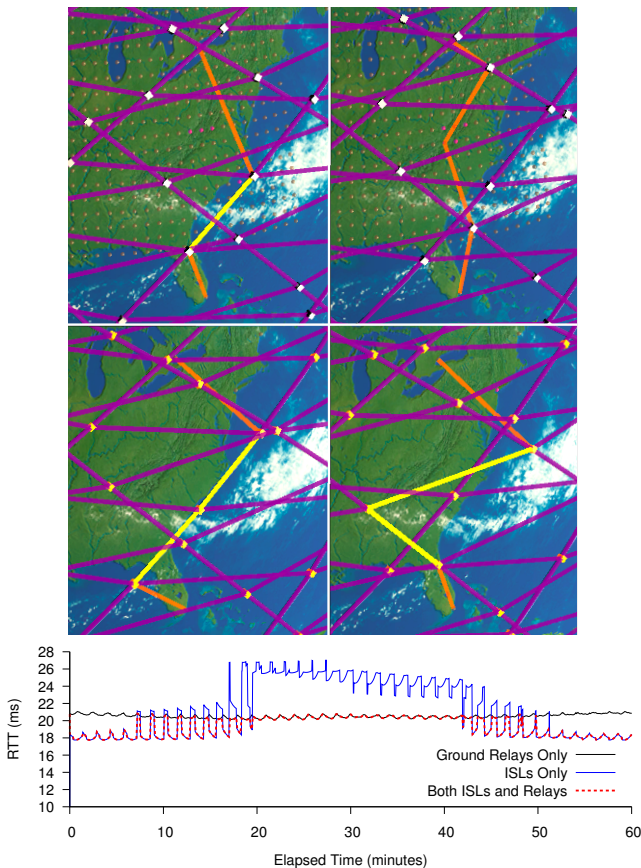 28
26
24
22
20
18
16
14
12
10
RTT (ms)
Ground Relays Only
ISLs Only
Both ISLs and Relays
0 10 20 30 40 50 60
Elapsed Time (minutes)